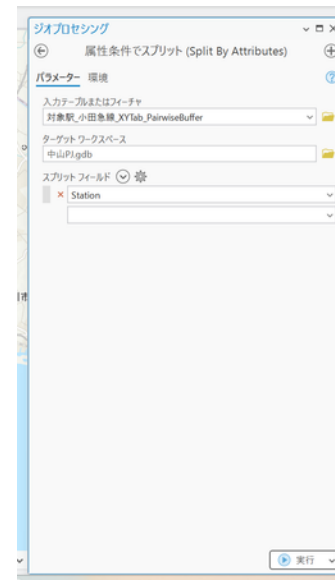 ジオプロセシング
属性条件でスプリット (Split By Attributes)
パラメーター 環境
入力テーブルまたはフィーチャ
対象駅_小田急線_XYTab_PairwiseBuffer
ターゲット ワークスペース
中山PJ.gdb
スプリット フィールド
Station
実行